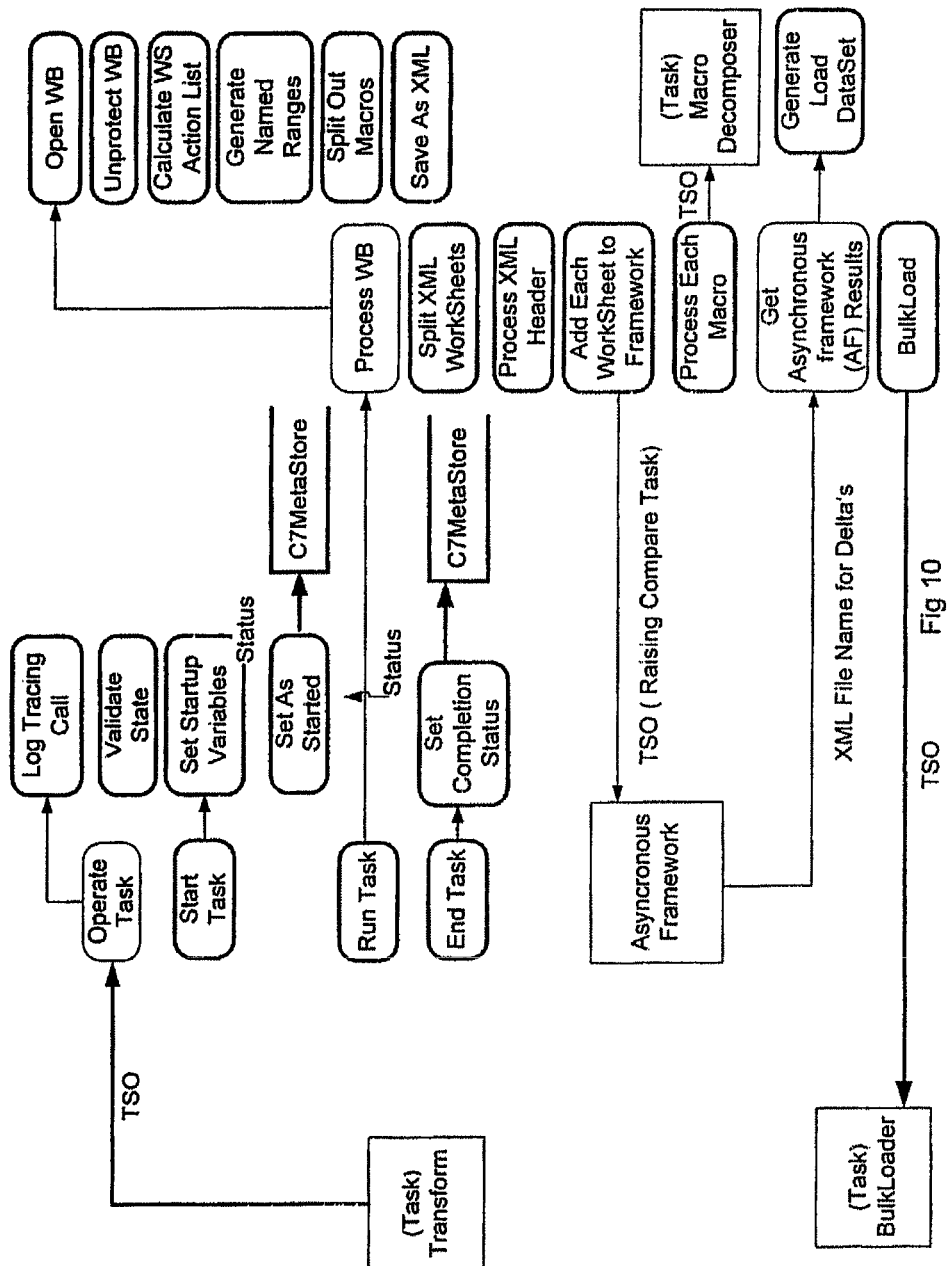 (Task)
Transform
TSO
Operate
Task
Log Tracing
Call
Validate
State
Start
Task
Set Startup
Variables
Status
Set As
Started
C7MetaStore
Status
Run Task
End Task
Set
Completion
Status
C7MetaStore
Process WB
Open WB
Unprotect WB
Calculate WS
Action List
Generate
Named
Ranges
Split Out
Macros
Save As XML
Split XML
WorkSheets
Process XML
Header
Add Each
WorkSheet to
Framework
TSO ( Raising Compare Task)
Asyncronous
Framework
Process Each
Macro
TSO
(Task)
Macro
Decomposer
XML File Name for Delta's
Get
Asynchronous
framework
(AF) Results
Generate
Load
DataSet
BulkLoad
TSO
(Task)
BulkLoader
Fig 10